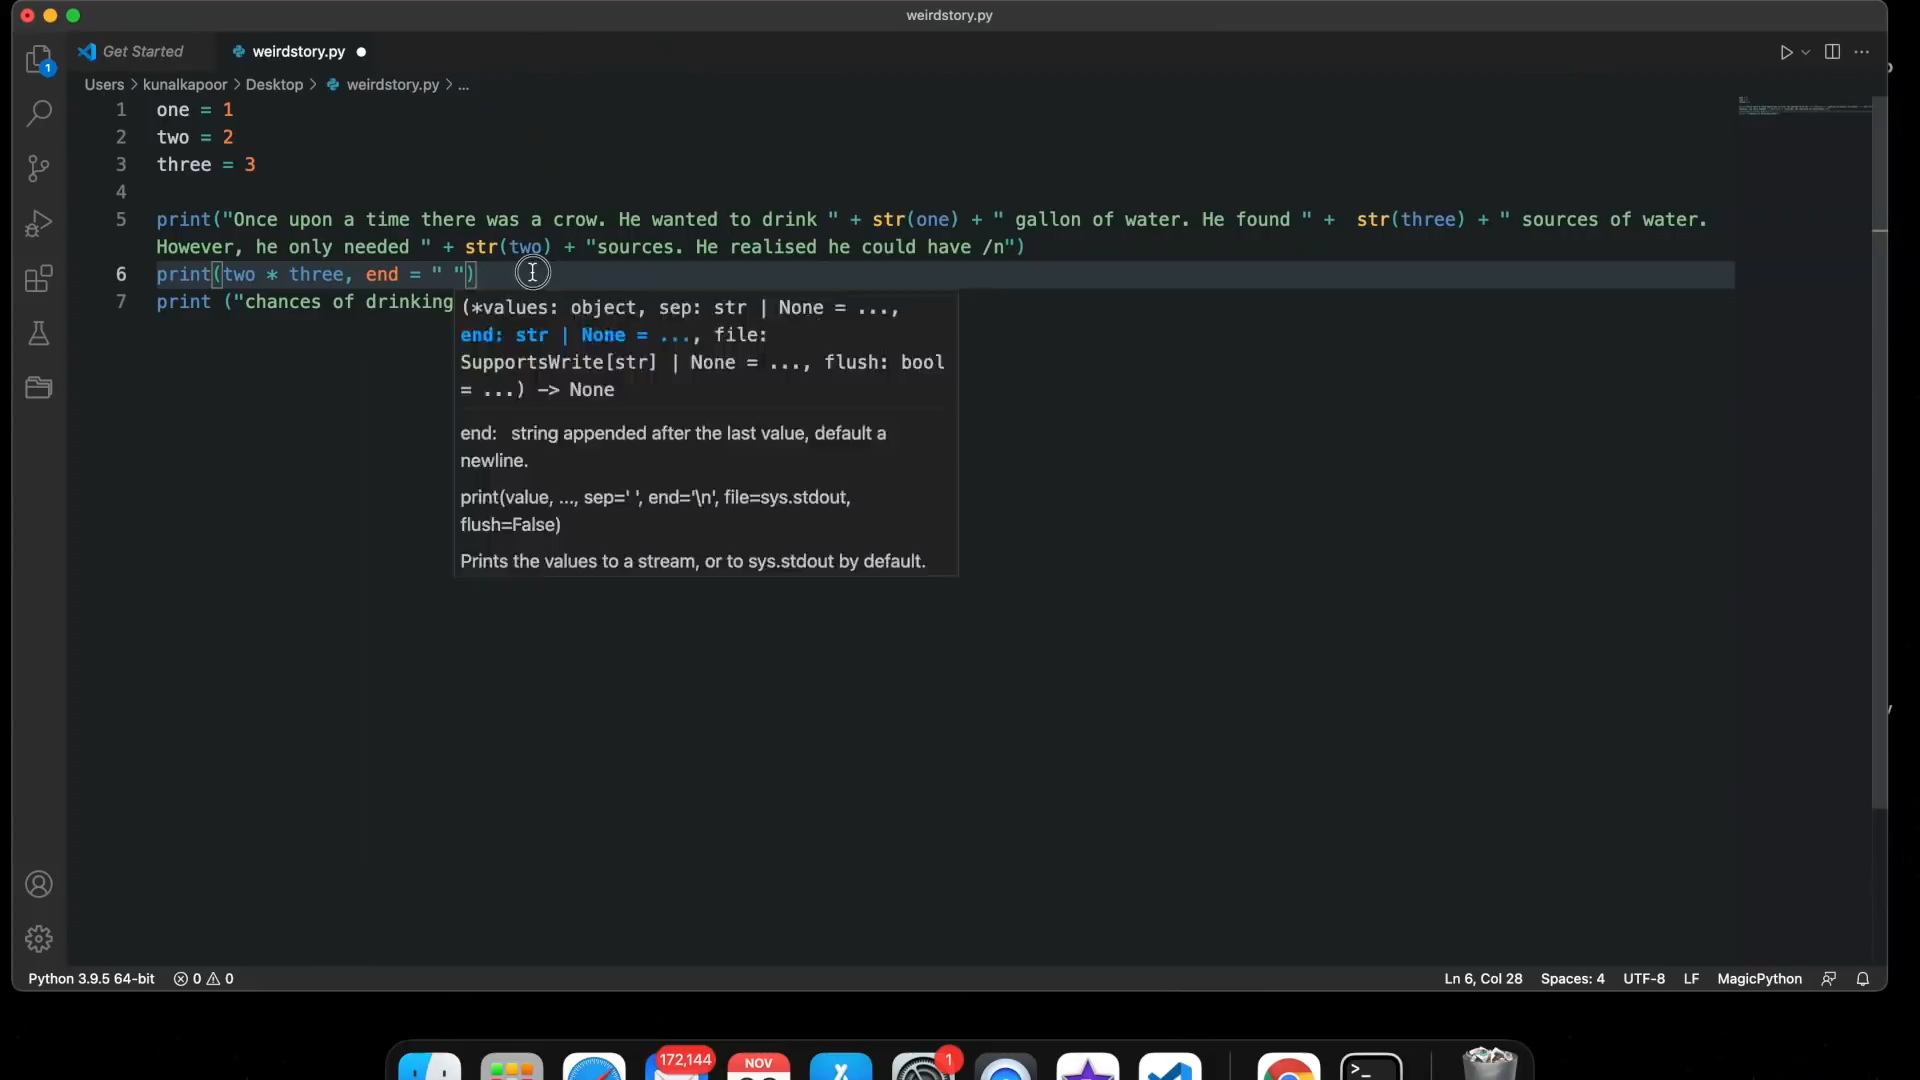 weirdstory.py
Get Started
weirdstory.py
Users > kunalkapoor > Desktop > weirdstory.py > ...
1 one = 1
2 two = 2
3 three = 3
4
5 print("Once upon a time there was a crow. He wanted to drink " + str(one) + " gallon of water. He found " +  str(three) + " sources of water.
However, he only needed " + str(two) + "sources. He realised he could have /n")
6 print(two * three, end = " ")
7 print ("chances of drinking
(*values: object, sep: str | None = ...,
end: str | None = ..., file:
SupportsWrite[str] | None = ..., flush: bool
= ...) -> None
end: string appended after the last value, default a
newline.
print(value, ..., sep=' ', end='\n', file=sys.stdout,
flush=False)
Prints the values to a stream, or to sys.stdout by default.
1
Python 3.9.5 64-bit
0
0
Ln 6, Col 28
Spaces: 4
UTF-8
LF
MagicPython
172,144
NOV
1
>_